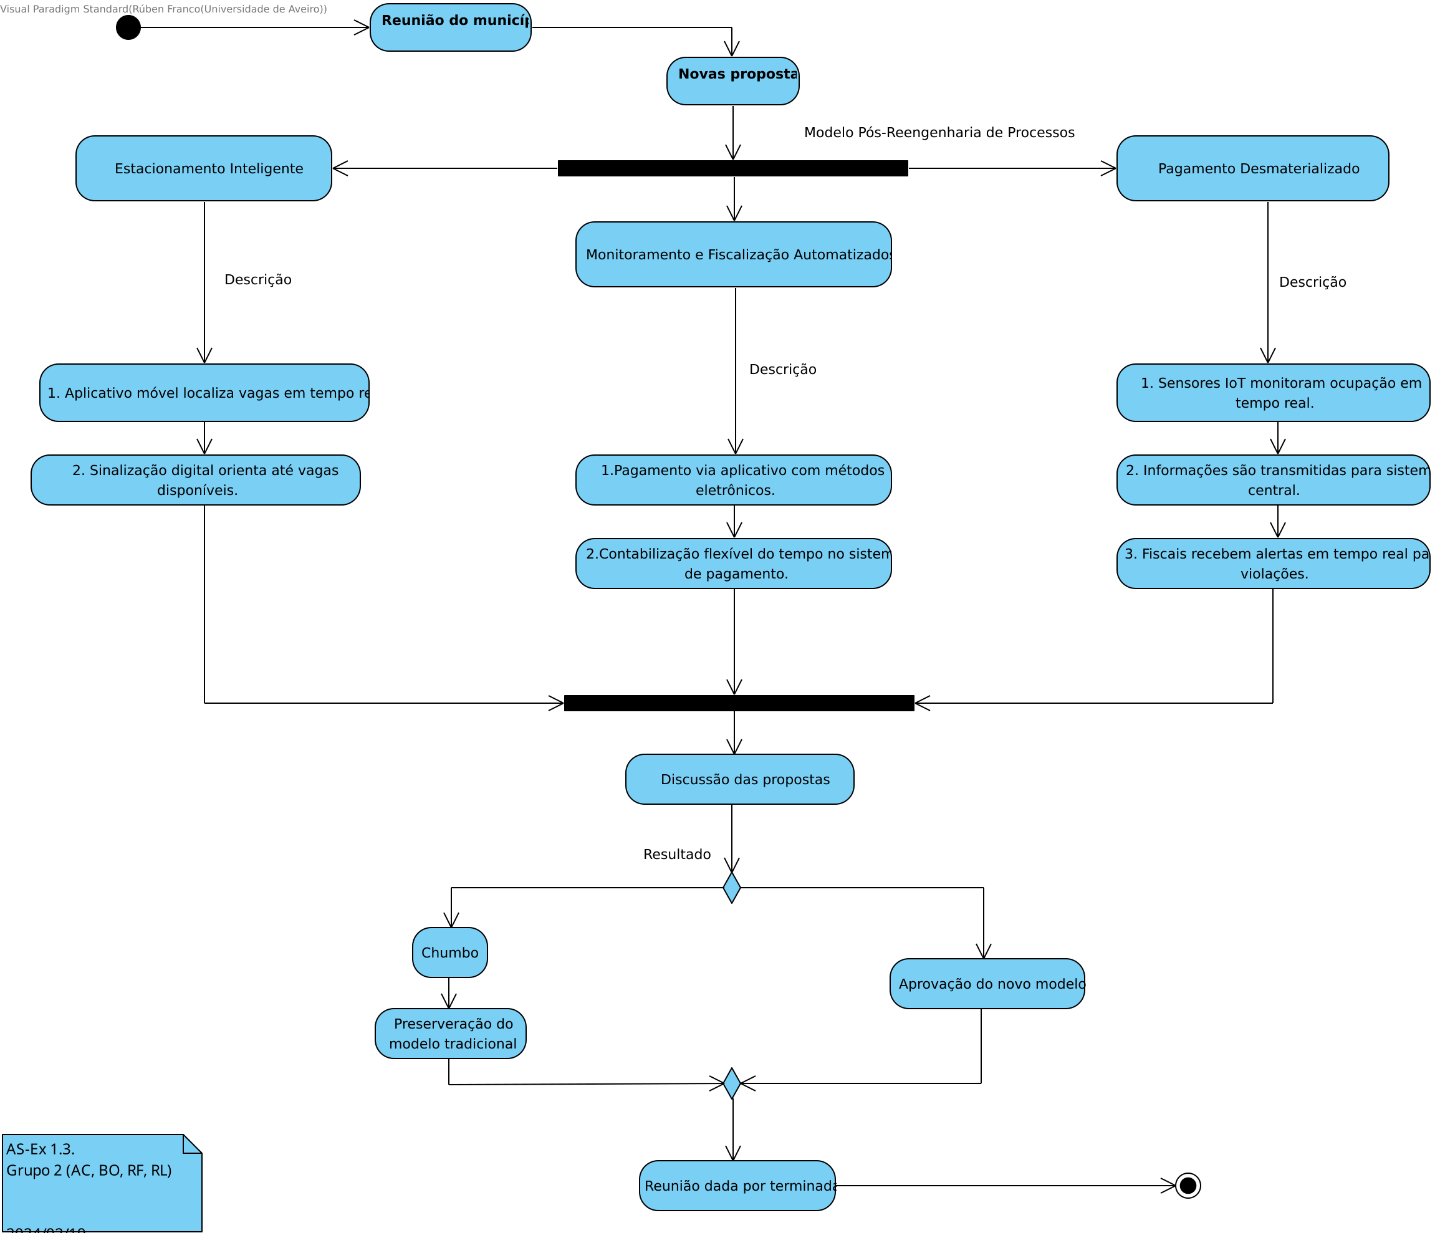 Visual Paradigm Standard(Rúben Franco(Universidade de Aveiro))
Reunião do municí
Novas proposta
Modelo Pós-Reengenharia de Processos
Estacionamento Inteligente
Pagamento Desmaterializado
Monitoramento e Fiscalização Automatizados
Descrição
Descrição
Descrição
1. Aplicativo móvel localiza vagas em tempo re
1. Sensores IoT monitoram ocupação em
tempo real.
2. Sinalização digital orienta até vagas
disponíveis.
1.Pagamento via aplicativo com métodos
eletrônicos.
2. Informações são transmitidas para sistem
central.
2.Contabilização flexível do tempo no sistem
de pagamento.
3. Fiscais recebem alertas em tempo real pa
violações.
Discussão das propostas
Resultado
Chumbo
Aprovação do novo modelo
Preserveração do
modelo tradicional
Reunião dada por terminada
AS-Ex 1.3.
Grupo 2 (AC, BO, RF, RL)